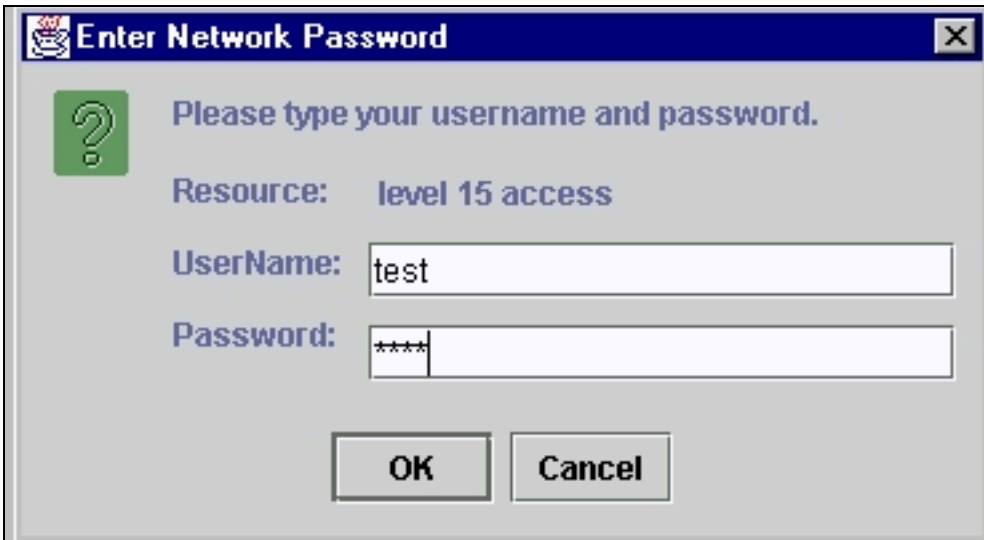 Enter Network Password
Please type your username and password.
Resource: level 15 access
UserName: test
Password: ****
OK Cancel